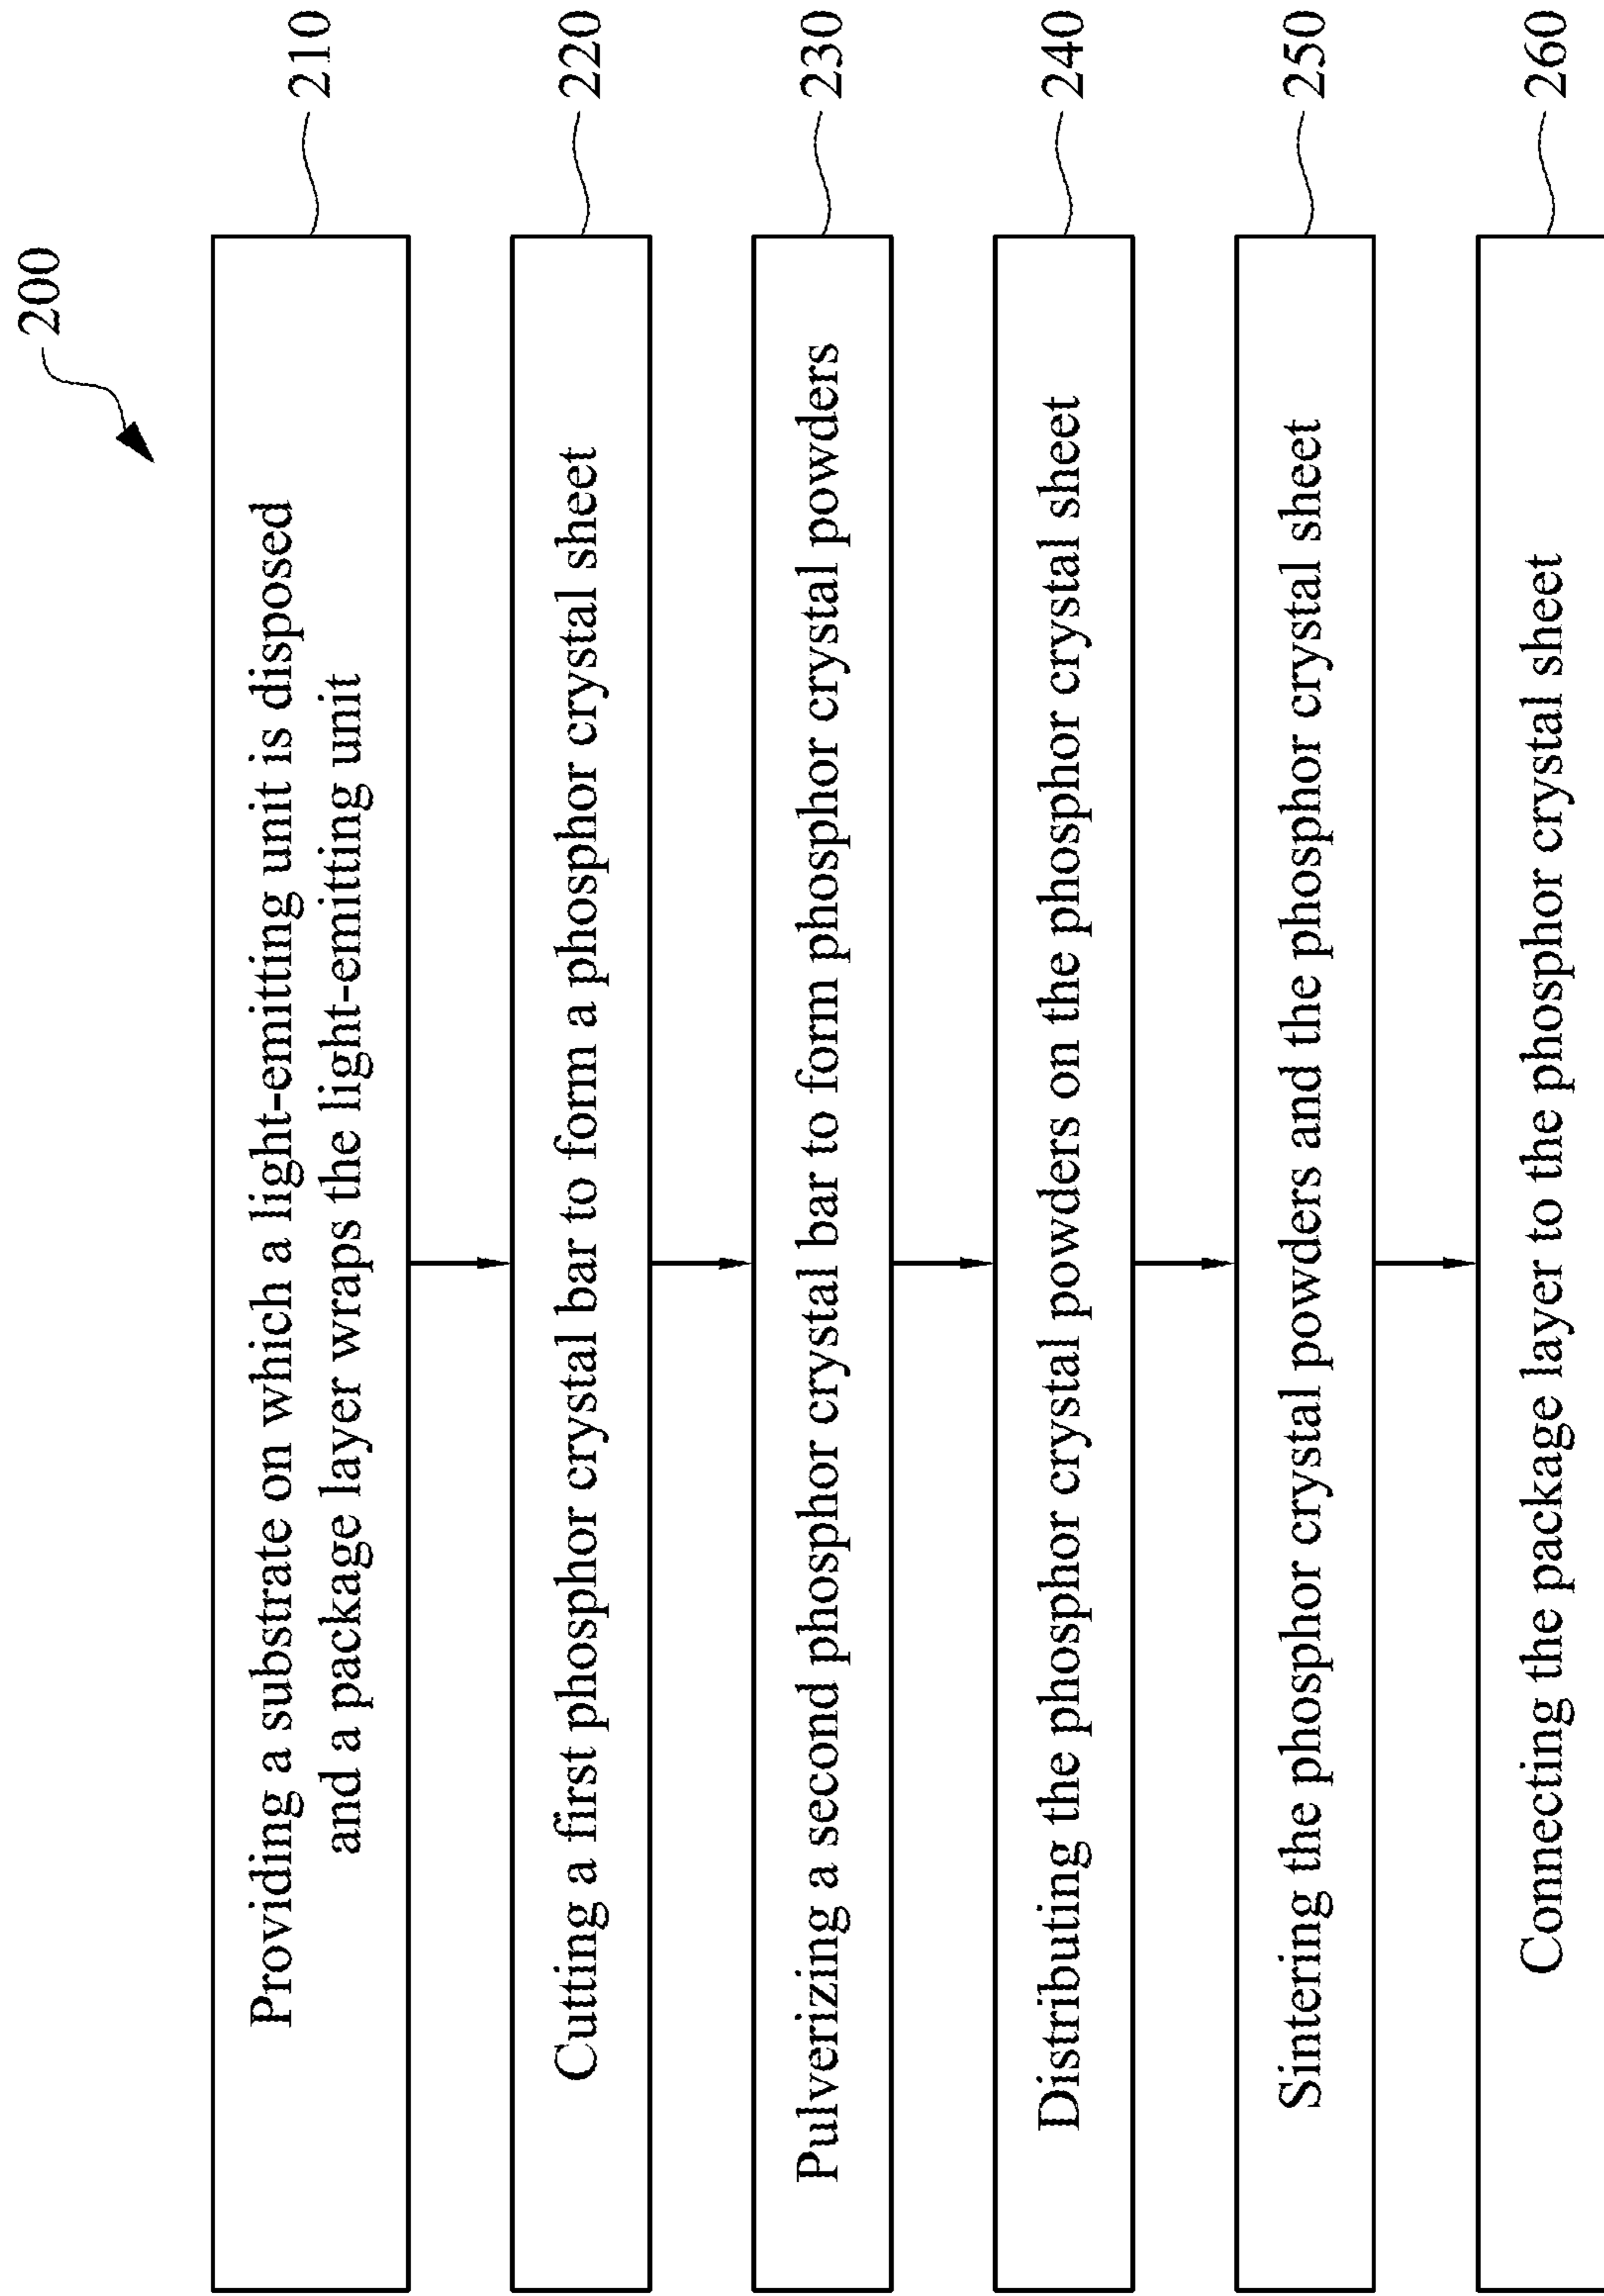 200
Providing a substrate on which a light-emitting unit is disposed
and a package layer wraps the light-emitting unit
210
Cutting a first phosphor crystal bar to form a phosphor crystal sheet
220
Pulverizing a second phosphor crystal bar to form phosphor crystal powders
230
Distributing the phosphor crystal powders on the phosphor crystal sheet
240
Sintering the phosphor crystal powders and the phosphor crystal sheet
250
Connecting the package layer to the phosphor crystal sheet
260